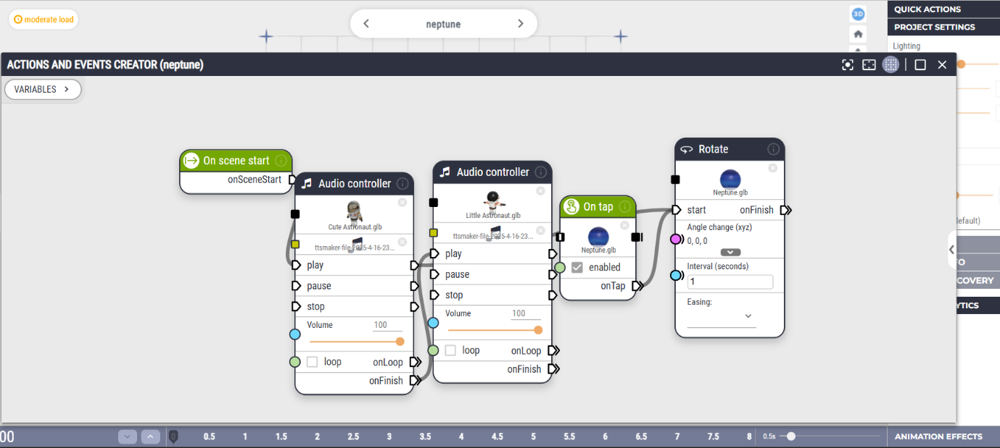 moderate load
neptune
3D
QUICK ACTIONS
PROJECT SETTINGS
Lighting
ACTIONS AND EVENTS CREATOR (neptune)
VARIABLES
On scene start
onSceneStart
Audio controller
Cute Astronaut.glb
ttsmaker-file-2025-4-16-23...
play
pause
stop
Volume
100
loop
onLoop
onFinish
Audio controller
Little Astronaut.glb
ttsmaker-file-2025-4-16-23...
play
pause
stop
Volume
100
loop
onLoop
onFinish
On tap
Neptune.glb
enabled
onTap
Rotate
Neptune.glb
start
onFinish
Angle change (xyz)
0, 0, 0
Interval (seconds)
1
Easing:
efault)
FO
COVERY
YTICS
00
0
0.5
1
1.5
2
2.5
3
3.5
4
4.5
5
5.5
6
6.5
7
7.5
8
0.5s
ANIMATION EFFECTS